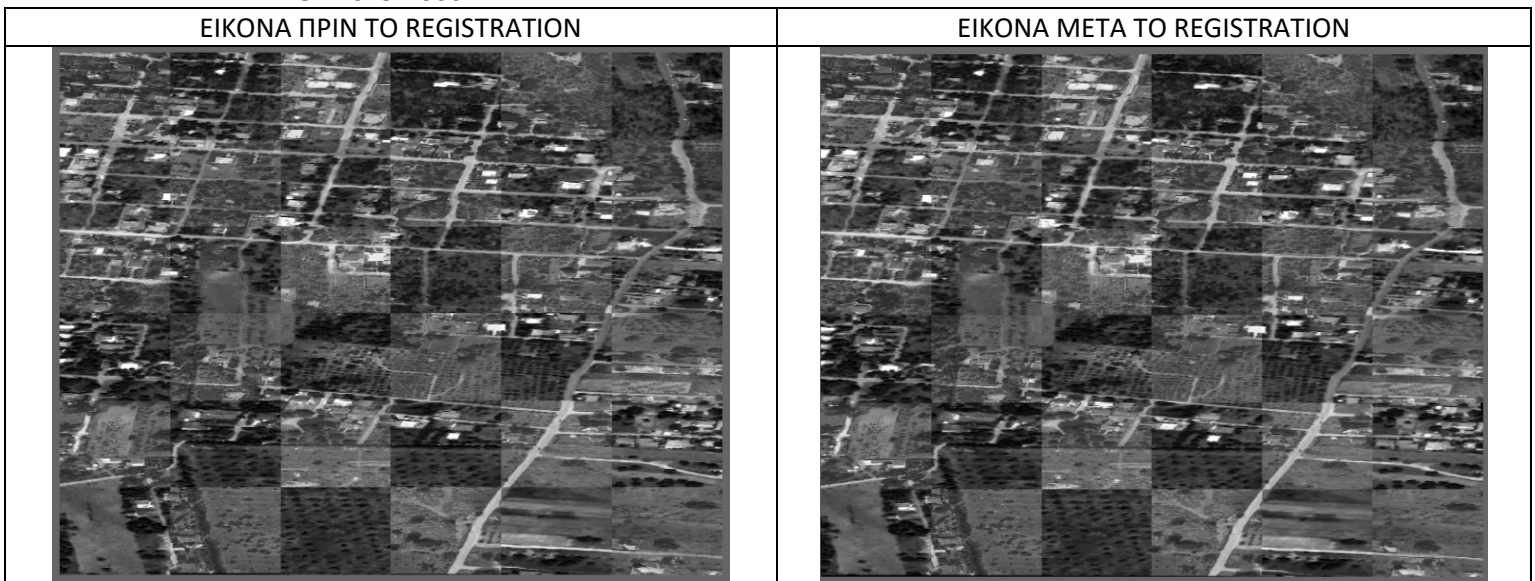 ΕΙΚΟΝΑ ΠΡΙΝ ΤΟ REGISTRATION
ΕΙΚΟΝΑ ΜΕΤΑ ΤΟ REGISTRATION